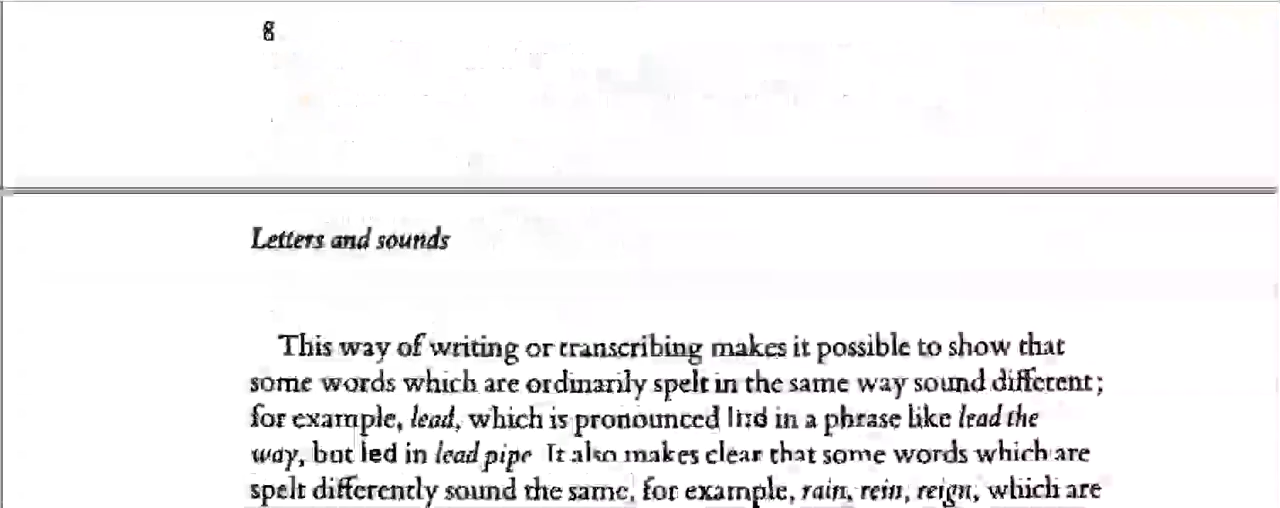 8
Letters and sounds
This way of writing or transcribing makes it possible to show that
some words which are ordinarily spelt in the same way sound different;
for example, lead, which is pronounced liːd in a phrase like lead the
way, but led in lead pipe It also makes clear that some words which are
spelt differently sound the same, for example, rain, rein, reign, which are